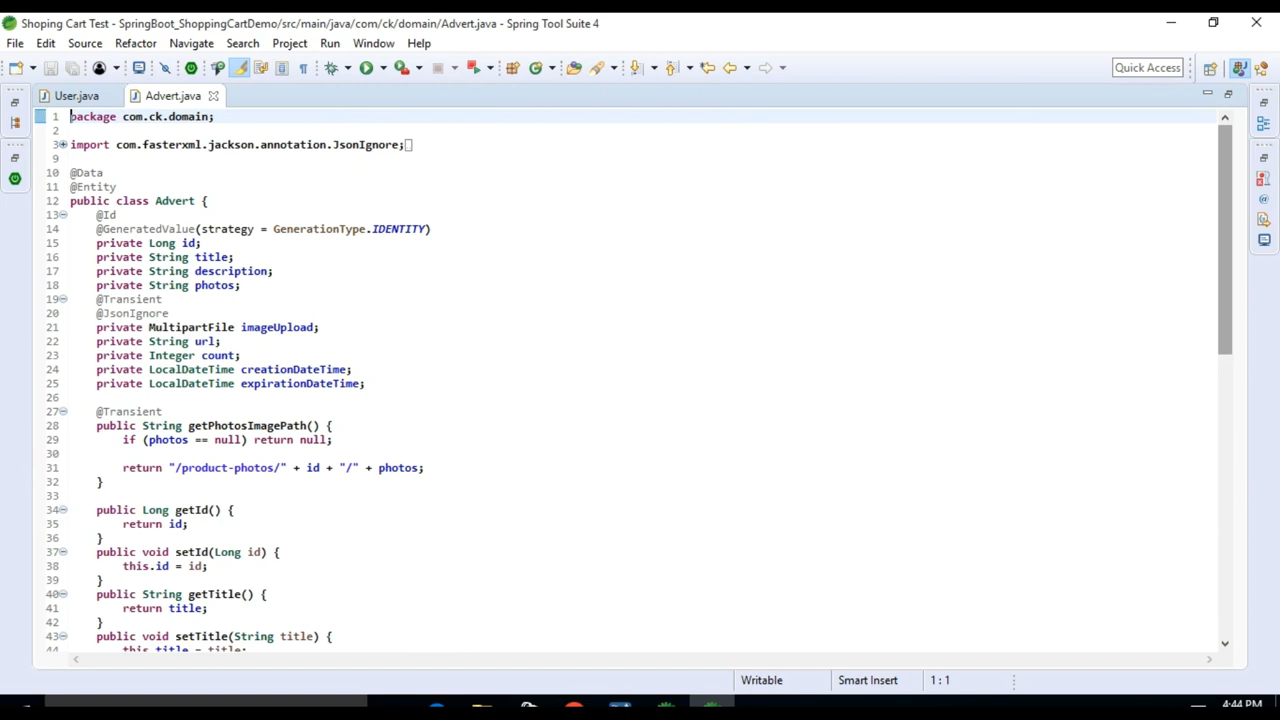 Shoping Cart Test - SpringBoot_ShoppingCartDemo/src/main/java/com/ck/domain/Advert.java - Spring Tool Suite 4
File Edit Source Refactor Navigate Search Project Run Window Help
Quick Access
User.java Advert.java
1 package com.ck.domain;
2
3 import com.fasterxml.jackson.annotation.JsonIgnore;
9
10 @Data
11 @Entity
12 public class Advert {
13 @Id
14 @GeneratedValue(strategy = GenerationType.IDENTITY)
15 private Long id;
16 private String title;
17 private String description;
18 private String photos;
19 @Transient
20 @JsonIgnore
21 private MultipartFile imageUpload;
22 private String url;
23 private Integer count;
24 private LocalDateTime creationDateTime;
25 private LocalDateTime expirationDateTime;
26
27 @Transient
28 public String getPhotosImagePath() {
29 if (photos == null) return null;
30
31 return "/product-photos/" + id + "/" + photos;
32 }
33
34 public Long getId() {
35 return id;
36 }
37 public void setId(Long id) {
38 this.id = id;
39 }
40 public String getTitle() {
41 return title;
42 }
43 public void setTitle(String title) {
44 this.title = title;
Writable Smart Insert 1 : 1
4:44 PM